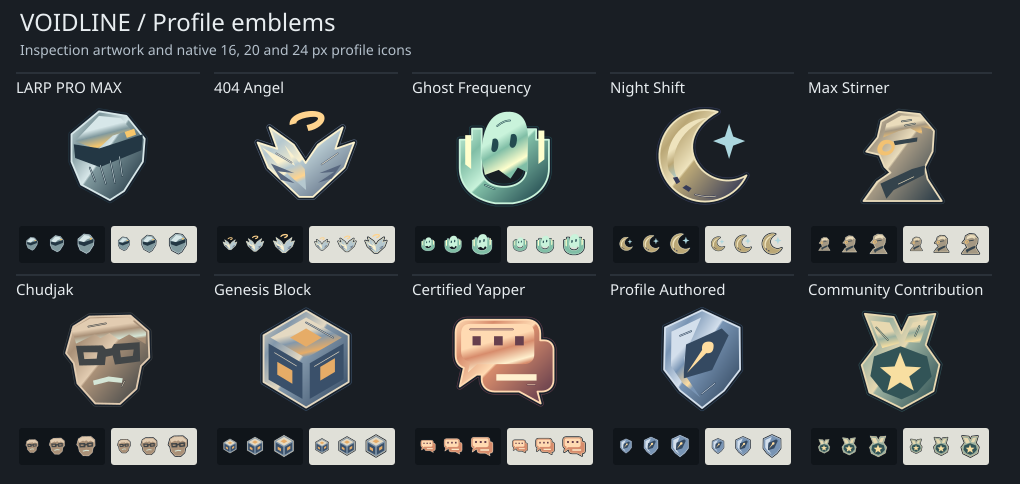 VOIDLINE / Profile emblems
Inspection artwork and native 16, 20 and 24 px profile icons
LARP PRO MAX
404 Angel
Ghost Frequency
Night Shift
Max Stirner
Chudjak
Genesis Block
Certified Yapper
Profile Authored
Community Contribution